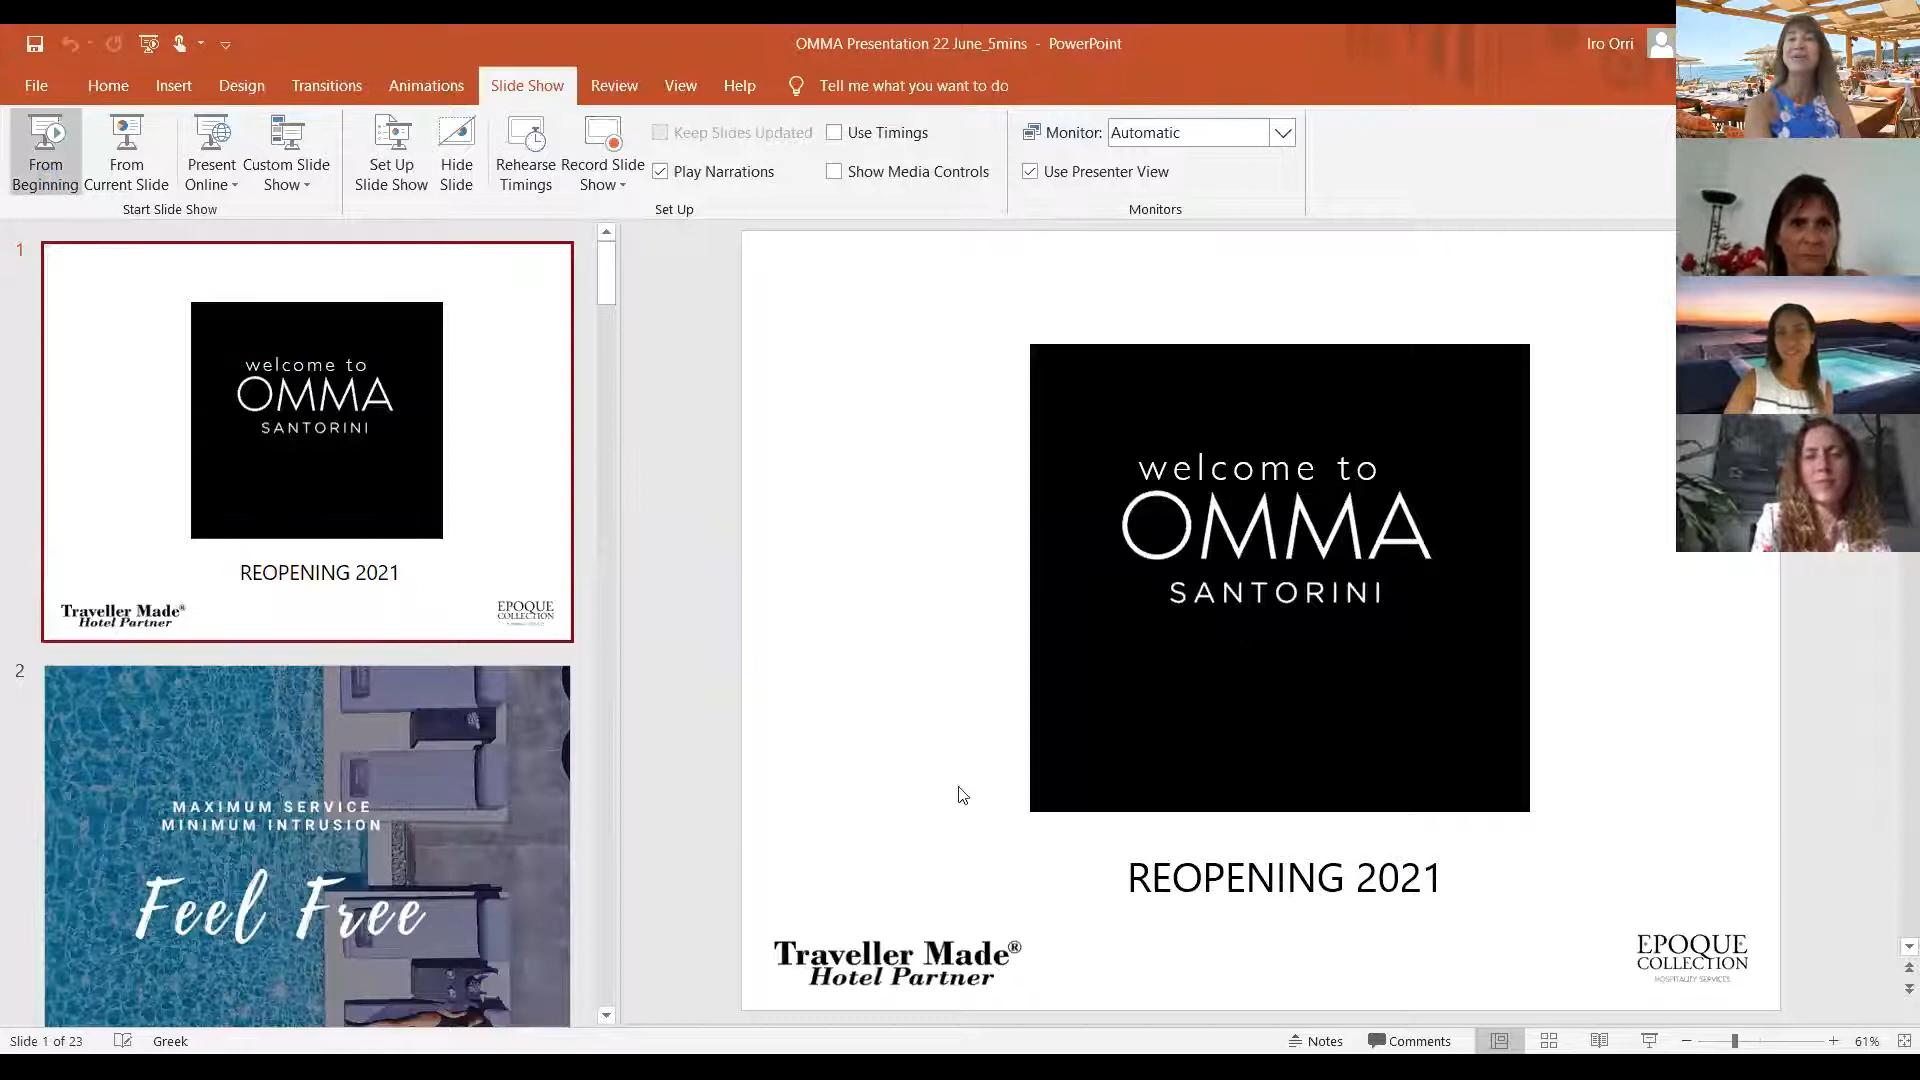 OMMA Presentation 22 June_5mins - PowerPoint
Iro Orri
File Home Insert Design Transitions Animations Slide Show Review View Help Tell me what you want to do
From Beginning
From Current Slide
Present Online
Custom Slide Show
Set Up Slide Show
Hide Slide
Rehearse Timings
Record Slide Show
Keep Slides Updated
Play Narrations
Use Timings
Show Media Controls
Monitor: Automatic
Use Presenter View
Start Slide Show
Set Up
Monitors
1
welcome to
OMMA
SANTORINI
REOPENING 2021
Traveller Made®
Hotel Partner
EPOQUE
COLLECTION
2
MAXIMUM SERVICE
MINIMUM INTRUSION
Feel Free
welcome to
OMMA
SANTORINI
REOPENING 2021
Traveller Made®
Hotel Partner
EPOQUE
COLLECTION
HOSPITALITY SERVICES
Slide 1 of 23
Greek
Notes
Comments
61%